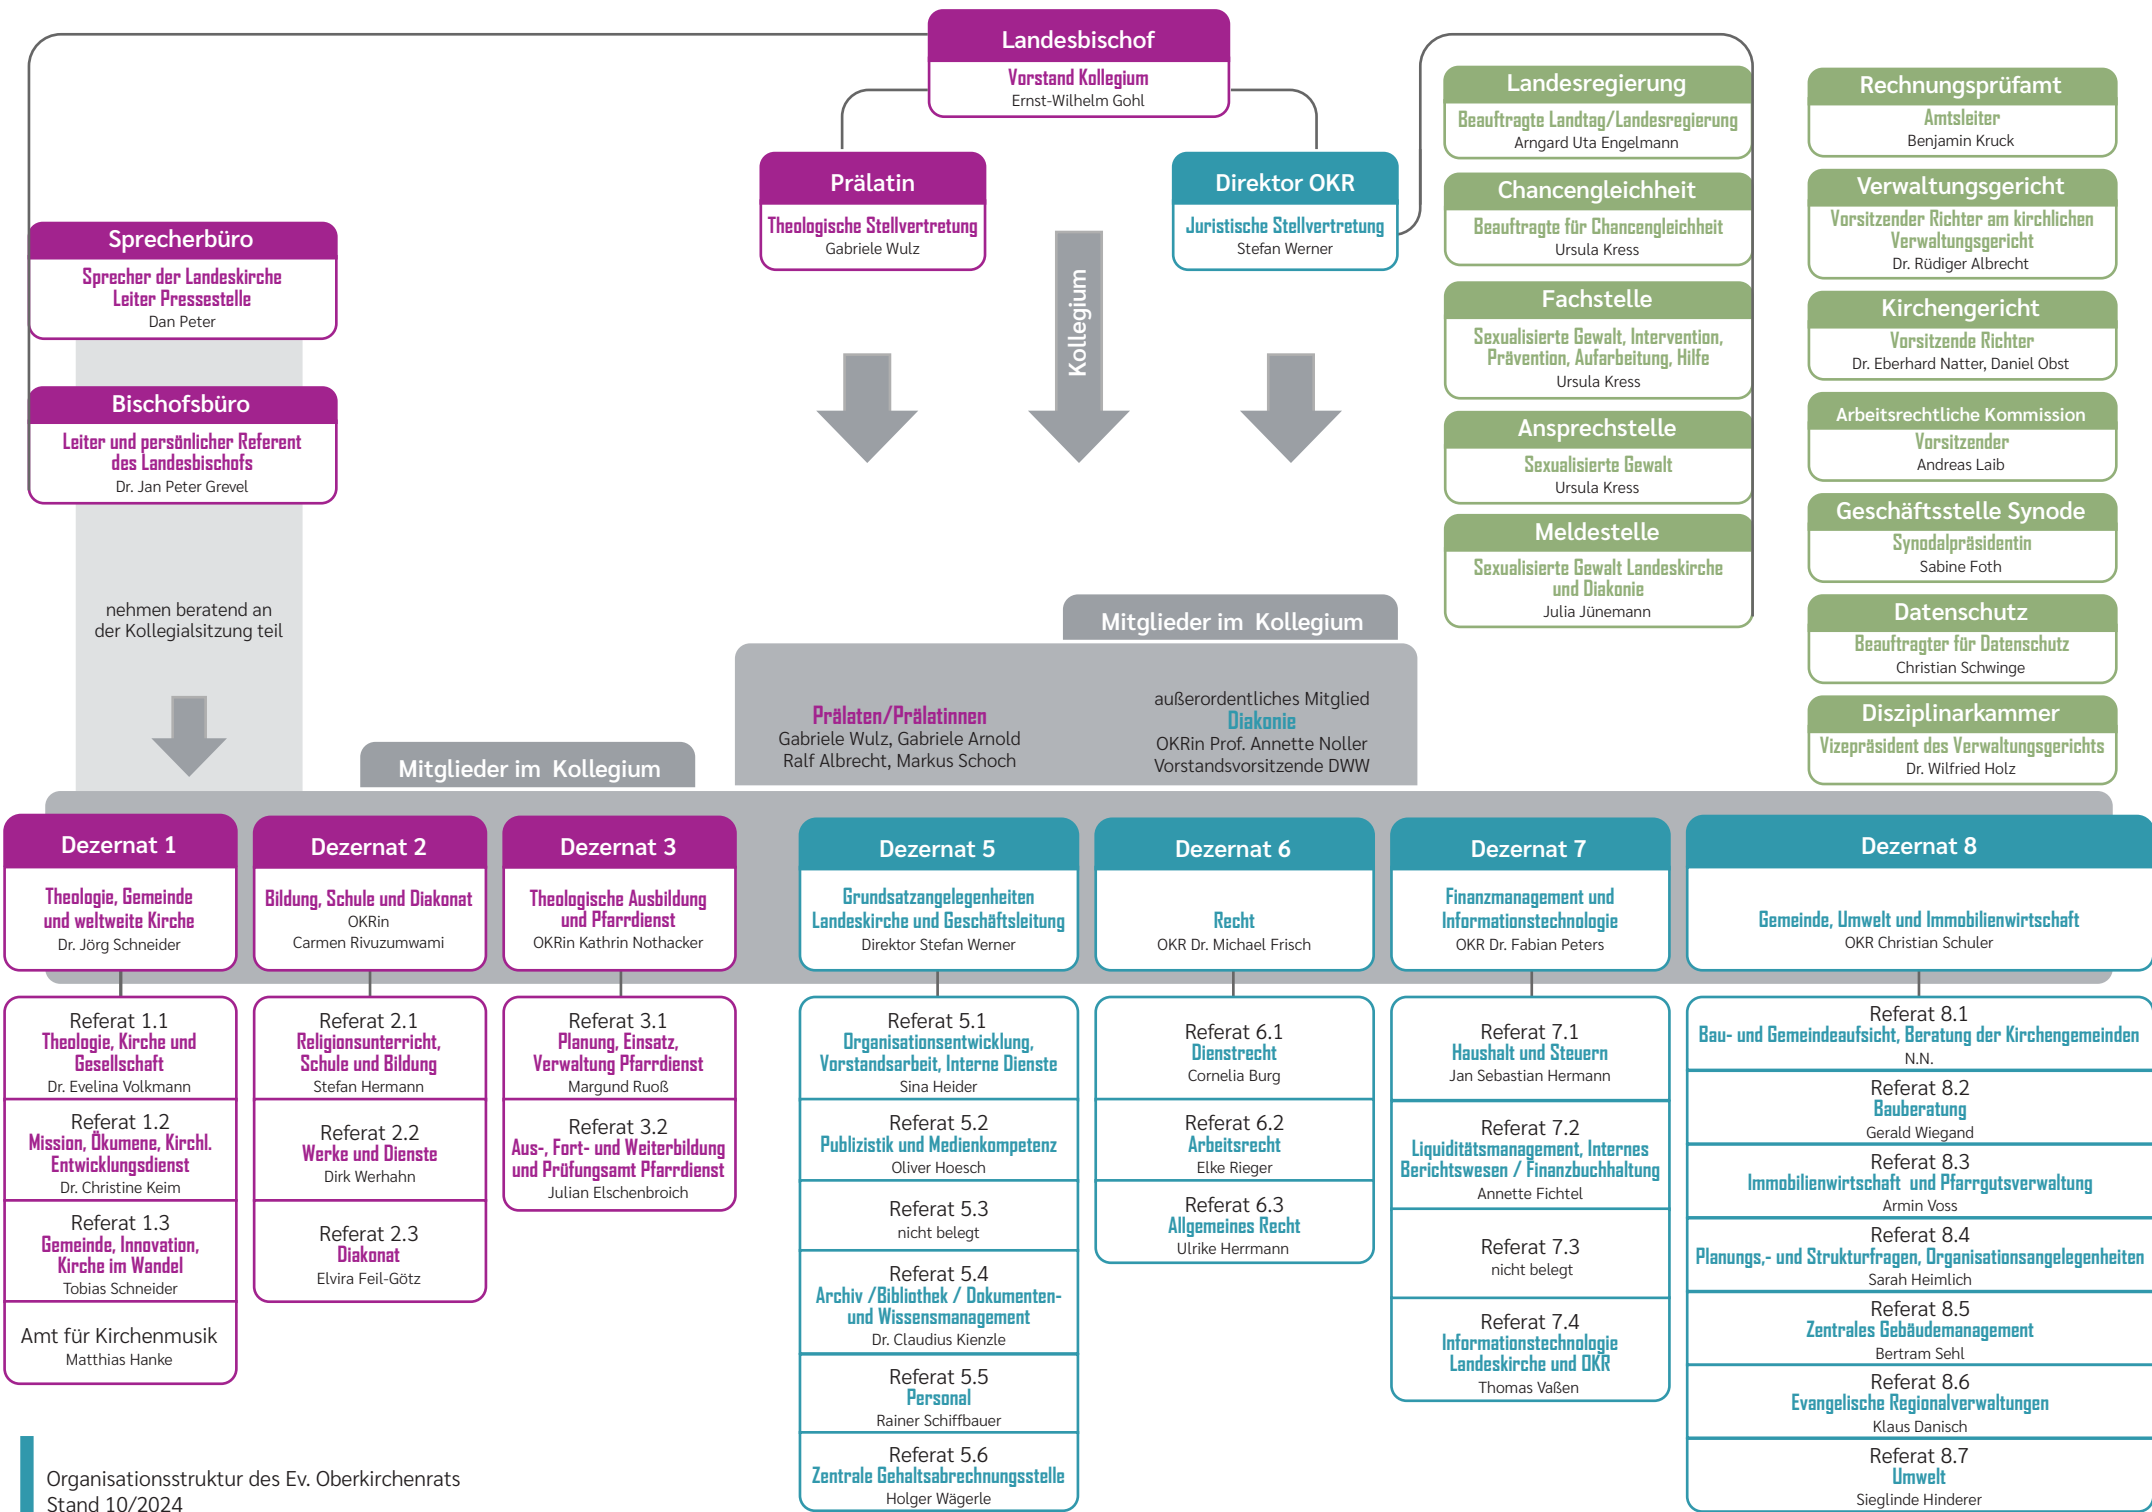 Landesbischof
Vorstand Kollegium
Ernst-Wilhelm Gohl
Prälatin
Theologische Stellvertretung
Gabriele Wulz
Direktor OKR
Juristische Stellvertretung
Stefan Werner
Kollegium
Sprecherbüro
Sprecher der Landeskirche
Leiter Pressestelle
Dan Peter
Bischofsbüro
Leiter und persönlicher Referent
des Landesbischofs
Dr. Jan Peter Grevel
nehmen beratend an
der Kollegialsitzung teil
Landesregierung
Beauftragte Landtag/Landesregierung
Arngard Uta Engelmann
Chancengleichheit
Beauftragte für Chancengleichheit
Ursula Kress
Fachstelle
Sexualisierte Gewalt, Intervention,
Prävention, Aufarbeitung, Hilfe
Ursula Kress
Ansprechstelle
Sexualisierte Gewalt
Ursula Kress
Meldestelle
Sexualisierte Gewalt Landeskirche
und Diakonie
Julia Jünemann
Rechnungsprüfamt
Amtsleiter
Benjamin Kruck
Verwaltungsgericht
Vorsitzender Richter am kirchlichen
Verwaltungsgericht
Dr. Rüdiger Albrecht
Kirchengericht
Vorsitzende Richter
Dr. Eberhard Natter, Daniel Obst
Arbeitsrechtliche Kommission
Vorsitzender
Andreas Laib
Geschäftsstelle Synode
Synodalpräsidentin
Sabine Foth
Datenschutz
Beauftragter für Datenschutz
Christian Schwinge
Disziplinarkammer
Vizepräsident des Verwaltungsgerichts
Dr. Wilfried Holz
Mitglieder im Kollegium
Prälaten/Prälatinnen
Gabriele Wulz, Gabriele Arnold
Ralf Albrecht, Markus Schoch
außerordentliches Mitglied
Diakonie
OKRin Prof. Annette Noller
Vorstandsvorsitzende DWW
Mitglieder im Kollegium
Dezernat 1
Theologie, Gemeinde
und weltweite Kirche
Dr. Jörg Schneider
Referat 1.1
Theologie, Kirche und
Gesellschaft
Dr. Evelina Volkmann
Referat 1.2
Mission, Ökumene, Kirchl.
Entwicklungsdienst
Dr. Christine Keim
Referat 1.3
Gemeinde, Innovation,
Kirche im Wandel
Tobias Schneider
Amt für Kirchenmusik
Matthias Hanke
Dezernat 2
Bildung, Schule und Diakonat
OKRin
Carmen Rivuzumwami
Referat 2.1
Religionsunterricht,
Schule und Bildung
Stefan Hermann
Referat 2.2
Werke und Dienste
Dirk Werhahn
Referat 2.3
Diakonat
Elvira Feil-Götz
Dezernat 3
Theologische Ausbildung
und Pfarrdienst
OKRin Kathrin Nothacker
Referat 3.1
Planung, Einsatz,
Verwaltung Pfarrdienst
Margund Ruoß
Referat 3.2
Aus-, Fort- und Weiterbildung
und Prüfungsamt Pfarrdienst
Julian Elschenbroich
Dezernat 5
Grundsatzangelegenheiten
Landeskirche und Geschäftsleitung
Direktor Stefan Werner
Referat 5.1
Organisationsentwicklung,
Vorstandsarbeit, Interne Dienste
Sina Heider
Referat 5.2
Publizistik und Medienkompetenz
Oliver Hoesch
Referat 5.3
nicht belegt
Referat 5.4
Archiv /Bibliothek / Dokumenten-
und Wissensmanagement
Dr. Claudius Kienzle
Referat 5.5
Personal
Rainer Schiffbauer
Referat 5.6
Zentrale Gehaltsabrechnungsstelle
Holger Wägerle
Dezernat 6
Recht
OKR Dr. Michael Frisch
Referat 6.1
Dienstrecht
Cornelia Burg
Referat 6.2
Arbeitsrecht
Elke Rieger
Referat 6.3
Allgemeines Recht
Ulrike Herrmann
Dezernat 7
Finanzmanagement und
Informationstechnologie
OKR Dr. Fabian Peters
Referat 7.1
Haushalt und Steuern
Jan Sebastian Hermann
Referat 7.2
Liquiditätsmanagement, Internes
Berichtswesen / Finanzbuchhaltung
Annette Fichtel
Referat 7.3
nicht belegt
Referat 7.4
Informationstechnologie
Landeskirche und OKR
Thomas Vaßen
Dezernat 8
Gemeinde, Umwelt und Immobilienwirtschaft
OKR Christian Schuler
Referat 8.1
Bau- und Gemeindeaufsicht, Beratung der Kirchengemeinden
N.N.
Referat 8.2
Bauberatung
Gerald Wiegand
Referat 8.3
Immobilienwirtschaft und Pfarrgutsverwaltung
Armin Voss
Referat 8.4
Planungs,- und Strukturfragen, Organisationsangelegenheiten
Sarah Heimlich
Referat 8.5
Zentrales Gebäudemanagement
Bertram Sehl
Referat 8.6
Evangelische Regionalverwaltungen
Klaus Danisch
Referat 8.7
Umwelt
Sieglinde Hinderer
Organisationsstruktur des Ev. Oberkirchenrats
Stand 10/2024